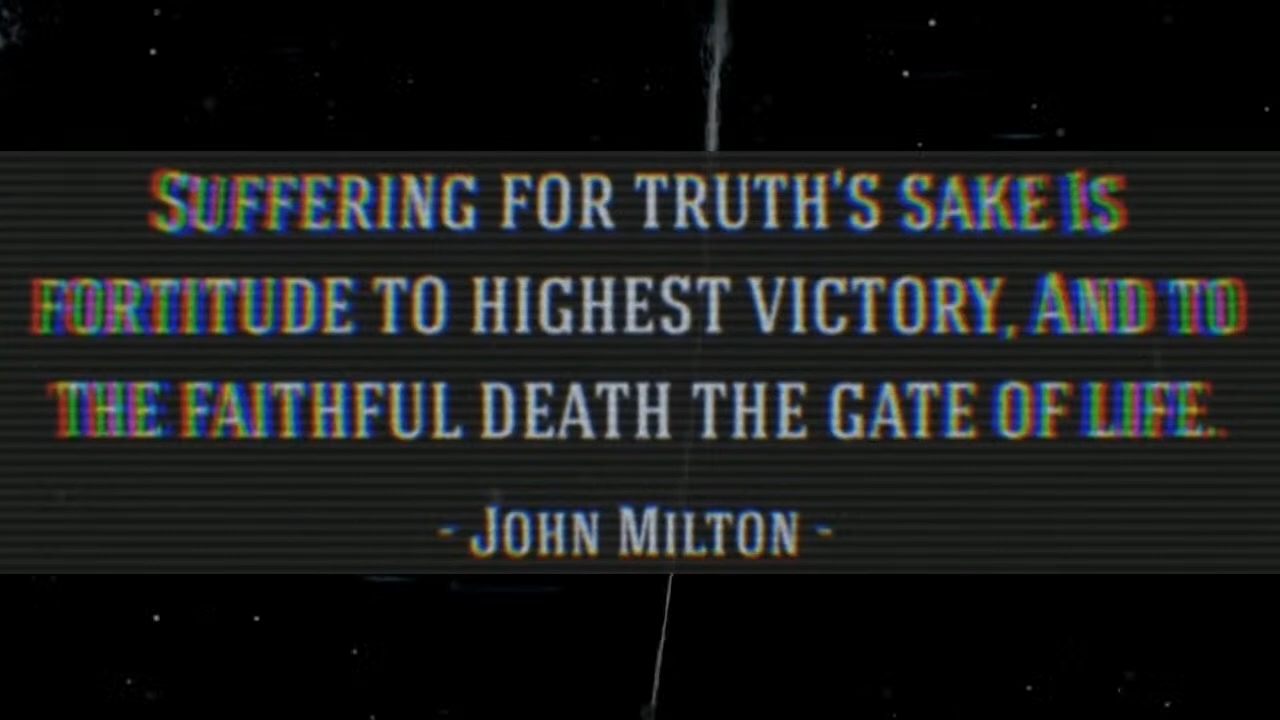 Suffering for truth's sake Is
fortitude to highest victory, And to
the faithful death the gate of life.
- John Milton -